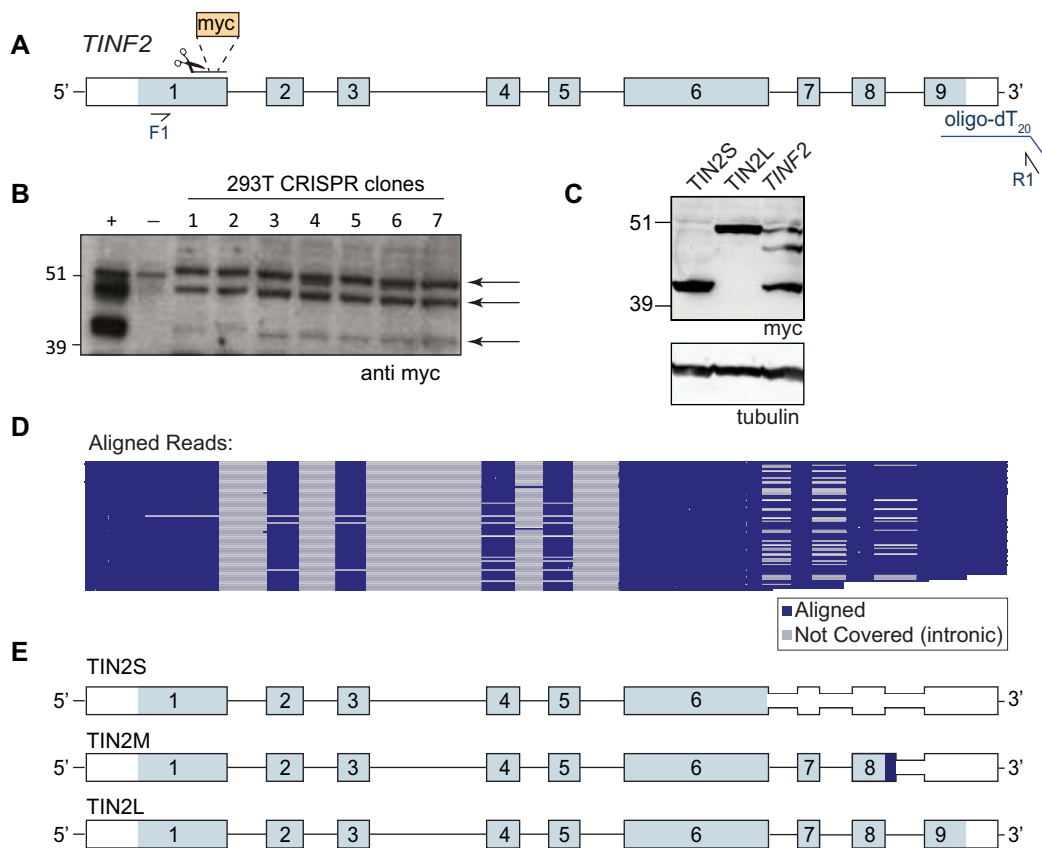 A
TINF2
myc
5’ 1 2 3 4 5 6 7 8 9 3’
F1
oligo-dT20
R1
B
293T CRISPR clones
+ – 1 2 3 4 5 6 7
51
39
anti myc
C
TIN2S TIN2L TINF2
51
39
myc
tubulin
D
Aligned Reads:
Aligned
Not Covered (intronic)
E
TIN2S
5’ 1 2 3 4 5 6 3’
TIN2M
5’ 1 2 3 4 5 6 7 8 3’
TIN2L
5’ 1 2 3 4 5 6 7 8 9 3’